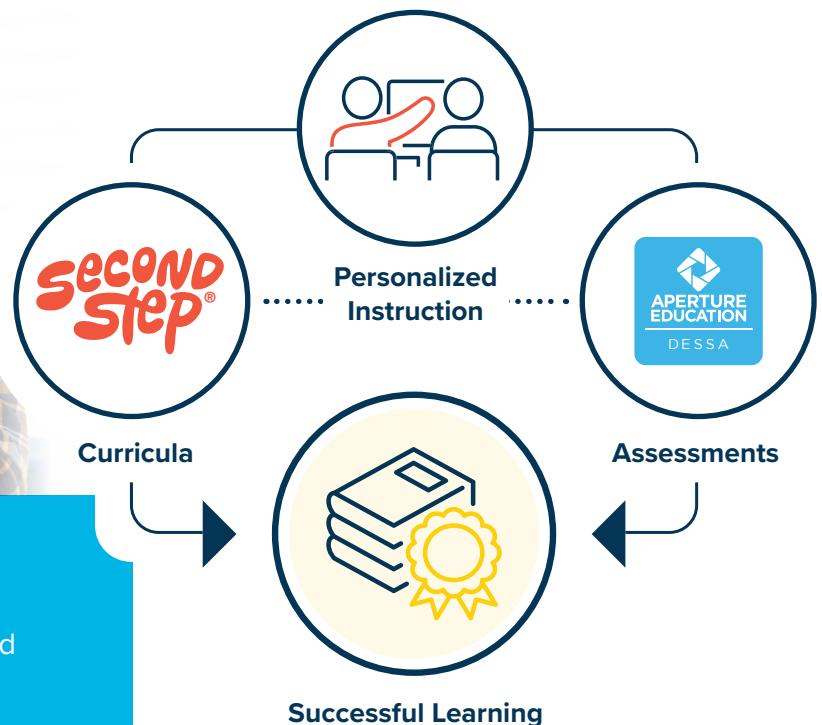 Personalized
Instruction
SECOND
Step®
APERTURE
EDUCATION
DESSA
Curricula
Assessments
d
Successful Learning